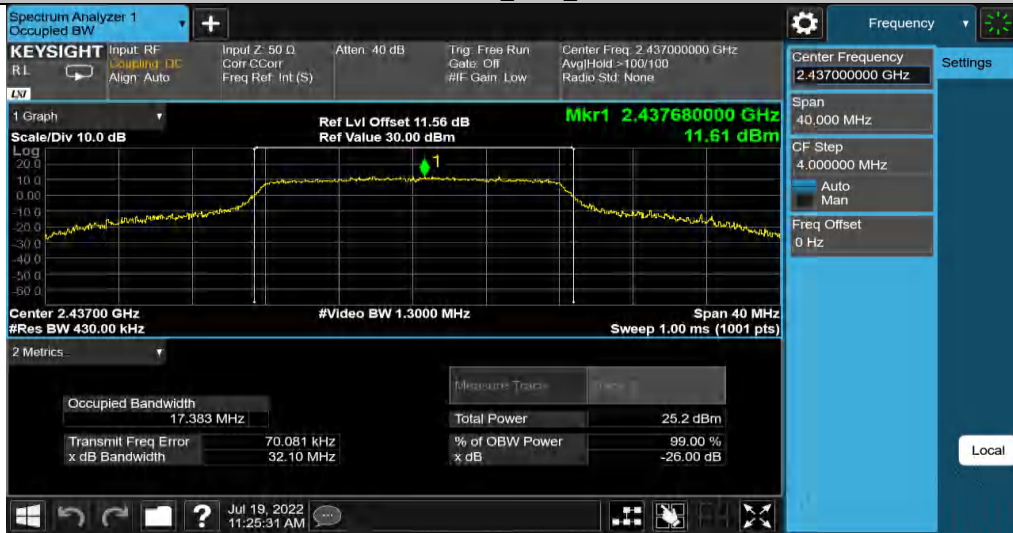 Spectrum Analyzer 1
Occupied BW
Frequency
KEYSIGHT
RL
LXI
Input: RF
Coupling: DC
Align: Auto
Input Z: 50 Ω
Corr CCorr
Freq Ref: Int (S)
Atten: 40 dB
Trig: Free Run
Gate: Off
#IF Gain: Low
Center Freq: 2.437000000 GHz
Avg|Hold >100/100
Radio Std: None
Center Frequency
2.437000000 GHz
Settings
Span
40.000 MHz
CF Step
4.000000 MHz
Auto
Man
Freq Offset
0 Hz
Local
1 Graph
Scale/Div 10.0 dB
Ref Lvl Offset 11.56 dB
Ref Value 30.00 dBm
Mkr1 2.437680000 GHz
11.61 dBm
Log
20.0
10.0
0.00
-10.0
-20.0
-30.0
-40.0
-50.0
-60.0
1
Center 2.43700 GHz
#Res BW 430.00 kHz
#Video BW 1.3000 MHz
Span 40 MHz
Sweep 1.00 ms (1001 pts)
2 Metrics
Measure Trace
Trace 1
Occupied Bandwidth
17.383 MHz
Total Power
25.2 dBm
Transmit Freq Error
70.081 kHz
% of OBW Power
99.00 %
x dB Bandwidth
32.10 MHz
x dB
-26.00 dB
?
Jul 19, 2022
11:25:31 AM